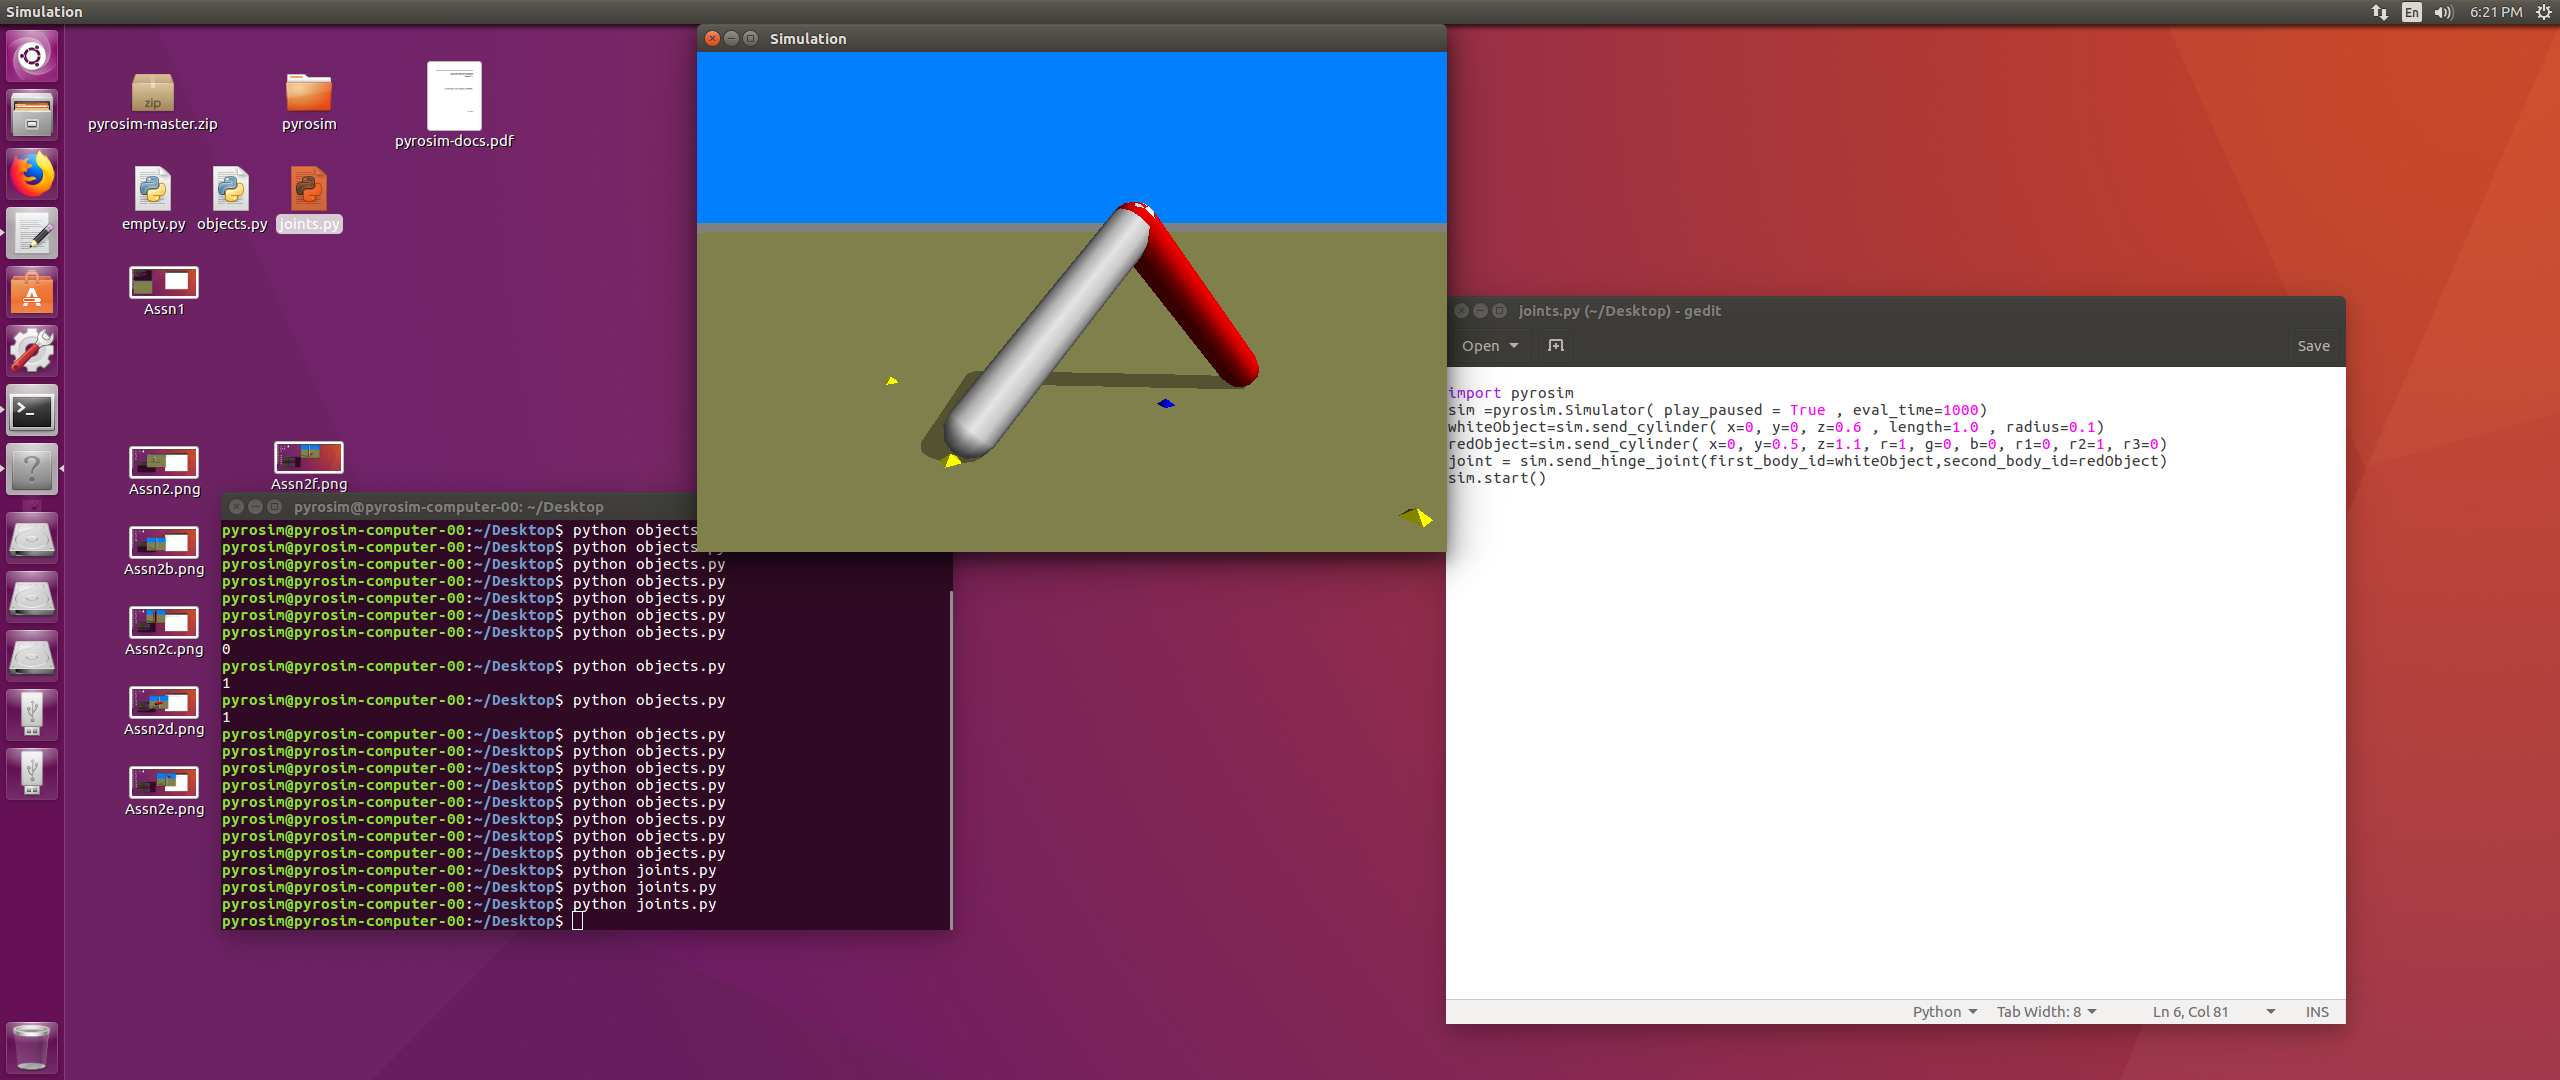 Simulation
En
6:21 PM
Simulation
zip
pyrosim-master.zip
pyrosim
pyrosim-docs.pdf
empty.py
objects.py
joints.py
Assn1
Assn2.png
Assn2f.png
Assn2b.png
Assn2c.png
Assn2d.png
Assn2e.png
pyrosim@pyrosim-computer-00: ~/Desktop
pyrosim@pyrosim-computer-00:~/Desktop$ python objects
pyrosim@pyrosim-computer-00:~/Desktop$ python objects.py
pyrosim@pyrosim-computer-00:~/Desktop$ python objects.py
pyrosim@pyrosim-computer-00:~/Desktop$ python objects.py
pyrosim@pyrosim-computer-00:~/Desktop$ python objects.py
pyrosim@pyrosim-computer-00:~/Desktop$ python objects.py
pyrosim@pyrosim-computer-00:~/Desktop$ python objects.py
0
pyrosim@pyrosim-computer-00:~/Desktop$ python objects.py
1
pyrosim@pyrosim-computer-00:~/Desktop$ python objects.py
1
pyrosim@pyrosim-computer-00:~/Desktop$ python objects.py
pyrosim@pyrosim-computer-00:~/Desktop$ python objects.py
pyrosim@pyrosim-computer-00:~/Desktop$ python objects.py
pyrosim@pyrosim-computer-00:~/Desktop$ python objects.py
pyrosim@pyrosim-computer-00:~/Desktop$ python objects.py
pyrosim@pyrosim-computer-00:~/Desktop$ python objects.py
pyrosim@pyrosim-computer-00:~/Desktop$ python objects.py
pyrosim@pyrosim-computer-00:~/Desktop$ python objects.py
pyrosim@pyrosim-computer-00:~/Desktop$ python joints.py
pyrosim@pyrosim-computer-00:~/Desktop$ python joints.py
pyrosim@pyrosim-computer-00:~/Desktop$ python joints.py
pyrosim@pyrosim-computer-00:~/Desktop$
joints.py (~/Desktop) - gedit
Open
Save
import pyrosim
sim =pyrosim.Simulator( play_paused = True , eval_time=1000)
whiteObject=sim.send_cylinder( x=0, y=0, z=0.6 , length=1.0 , radius=0.1)
redObject=sim.send_cylinder( x=0, y=0.5, z=1.1, r=1, g=0, b=0, r1=0, r2=1, r3=0)
joint = sim.send_hinge_joint(first_body_id=whiteObject,second_body_id=redObject)
sim.start()
Python
Tab Width: 8
Ln 6, Col 81
INS